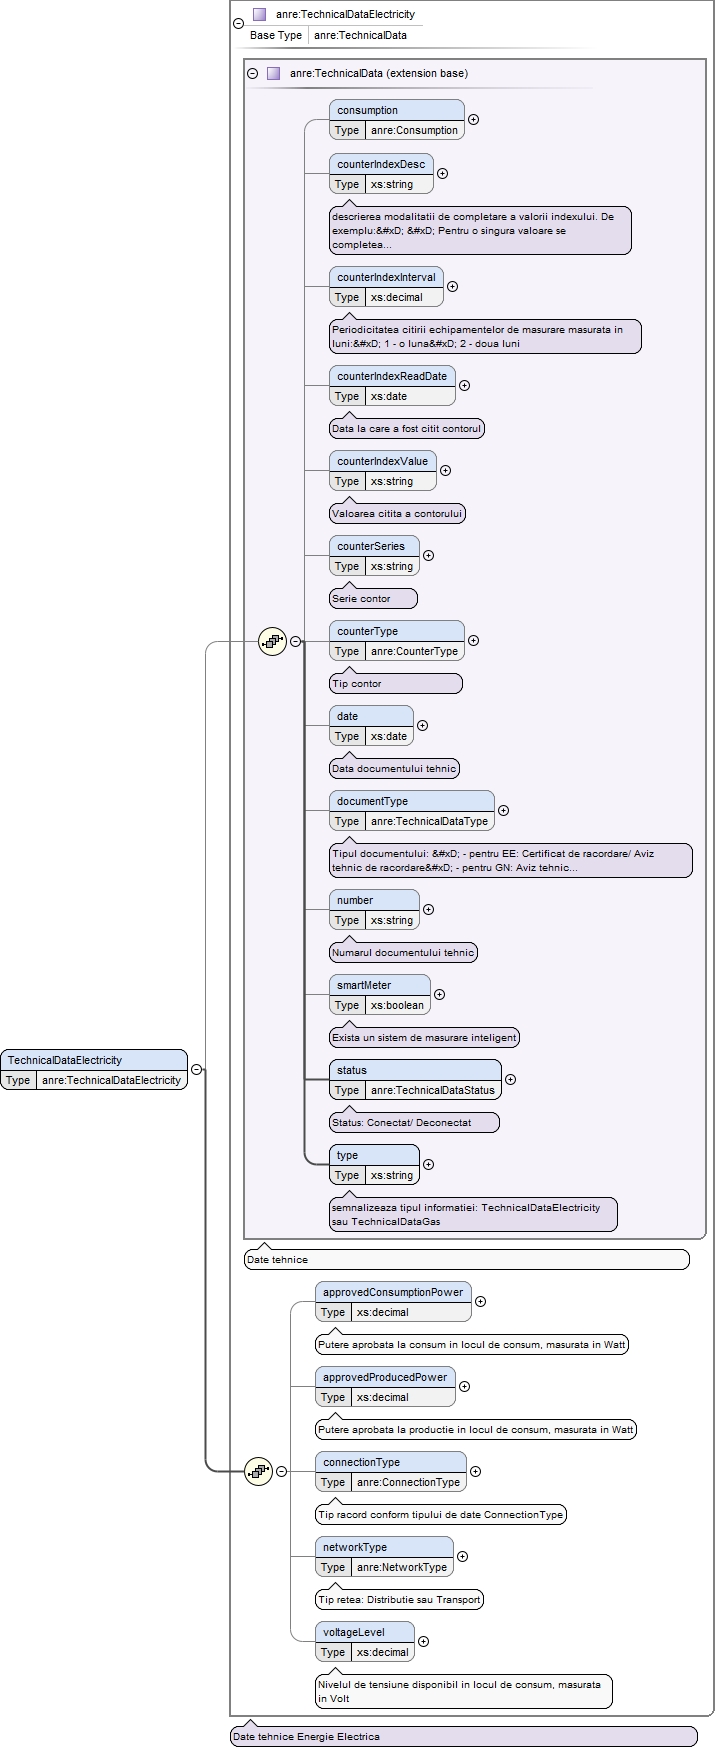 anre:TechnicalDataElectricity
Base Type anre:TechnicalData
anre:TechnicalData (extension base)
consumption
Type anre:Consumption
counterIndexDesc
Type xs:string
descrierea modalitatii de completare a valorii indexului. De
exemplu:&#xD; &#xD; Pentru o singura valoare se
completea...
counterIndexInterval
Type xs:decimal
Periodicitatea citirii echipamentelor de masurare masurata in
luni:&#xD; 1 - o luna&#xD; 2 - doua luni
counterIndexReadDate
Type xs:date
Data la care a fost citit contorul
counterIndexValue
Type xs:string
Valoarea citita a contorului
counterSeries
Type xs:string
Serie contor
counterType
Type anre:CounterType
Tip contor
date
Type xs:date
Data documentului tehnic
documentType
Type anre:TechnicalDataType
Tipul documentului: &#xD; - pentru EE: Certificat de racordare/ Aviz
tehnic de racordare&#xD; - pentru GN: Aviz tehnic...
number
Type xs:string
Numarul documentului tehnic
smartMeter
Type xs:boolean
Exista un sistem de masurare inteligent
TechnicalDataElectricity
Type anre:TechnicalDataElectricity
status
Type anre:TechnicalDataStatus
Status: Conectat/ Deconectat
type
Type xs:string
semnalizeaza tipul informatiei: TechnicalDataElectricity
sau TechnicalDataGas
Date tehnice
approvedConsumptionPower
Type xs:decimal
Putere aprobata la consum in locul de consum, masurata in Watt
approvedProducedPower
Type xs:decimal
Putere aprobata la productie in locul de consum, masurata in Watt
connectionType
Type anre:ConnectionType
Tip racord conform tipului de date ConnectionType
networkType
Type anre:NetworkType
Tip retea: Distributie sau Transport
voltageLevel
Type xs:decimal
Nivelul de tensiune disponibil in locul de consum, masurata
in Volt
Date tehnice Energie Electrica